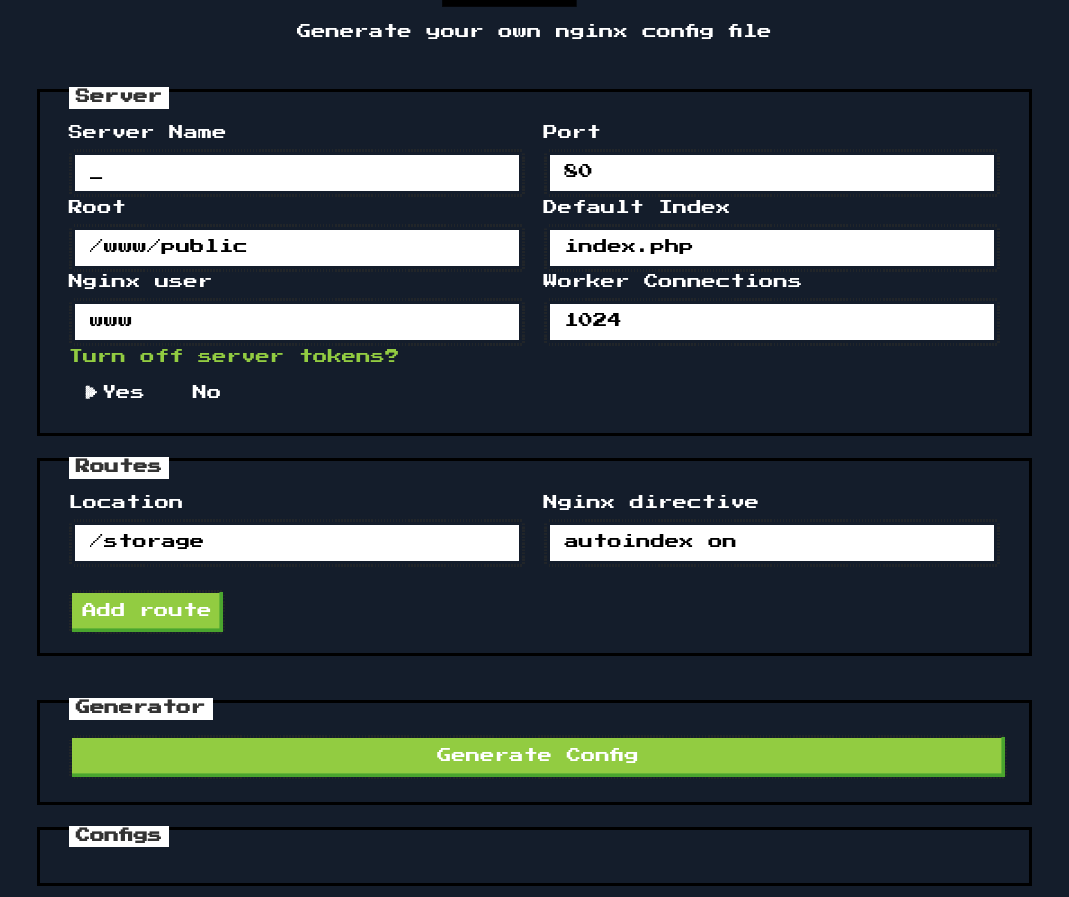 Generate your own nginx config file
Server
Server Name
Port
_
80
Root
Default Index
/www/public
index.php
Nginx user
Worker Connections
www
1024
Turn off server tokens?
Yes No
Routes
Location
Nginx directive
/storage
autoindex on
Add route
Generator
Generate Config
Configs